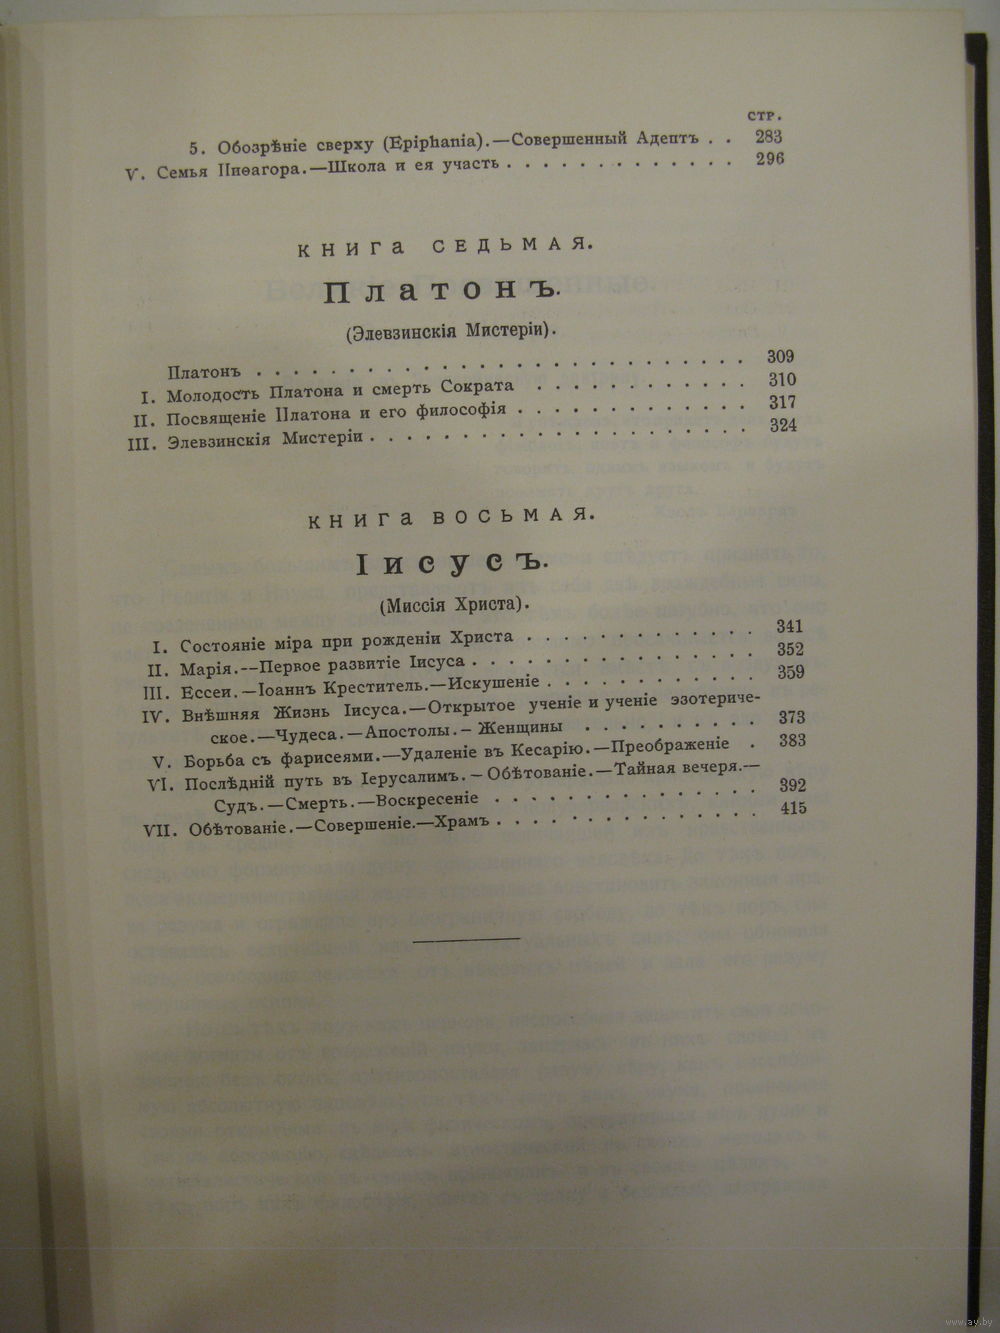 стр.
5. Обозрѣніе сверху (Epiphania).—Совершенный Адептъ . . 283
V. Семья Пиѳагора.—Школа и ея участь . . . . . . . . . . . . . 296
КНИГА СЕДЬМАЯ.
Платонъ.
(Элевзинскія Мистеріи).
Платонъ . . . . . . . . . . . . . . . . . . . . . . . . . . . 309
I. Молодость Платона и смерть Сократа . . . . . . . . . . . . 310
II. Посвященіе Платона и его философія . . . . . . . . . . . . . 317
III. Элевзинскія Мистеріи . . . . . . . . . . . . . . . . . . . . . 324
КНИГА ВОСЬМАЯ.
Іисусъ.
(Миссія Христа).
I. Состояніе міра при рожденіи Христа . . . . . . . . . . . . . 341
II. Марія.—Первое развитіе Іисуса . . . . . . . . . . . . . . . 352
III. Ессеи.—Іоаннъ Креститель.—Искушеніе . . . . . . . . . . . 359
IV. Внѣшняя Жизнь Іисуса.—Открытое ученіе и ученіе эзотериче-
ское.—Чудеса.—Апостолы.—Женщины . . . . . . . . . 373
V. Борьба съ фарисеями.—Удаленіе въ Кесарію.—Преображеніе . 383
VI. Послѣдній путь въ Іерусалимъ.—Обѣтованіе.—Тайная вечеря.—
Судъ.—Смерть.—Воскресеніе . . . . . . . . . . . . . . 392
VII. Обѣтованіе.—Совершеніе.—Храмъ . . . . . . . . . . . . . . 415
www.ay.by